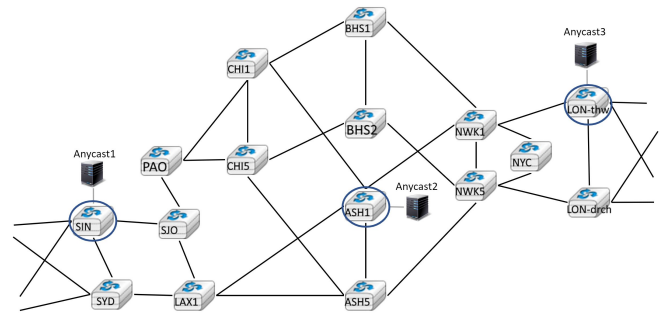 Anycast3
BHS1
CHI1
LON-thw
BHS2
NWK1
Anycast1
PAO
CHI5
NYC
NWK5
Anycast2
SIN
SJO
ASH1
LON-drch
SYD
LAX1
ASH5